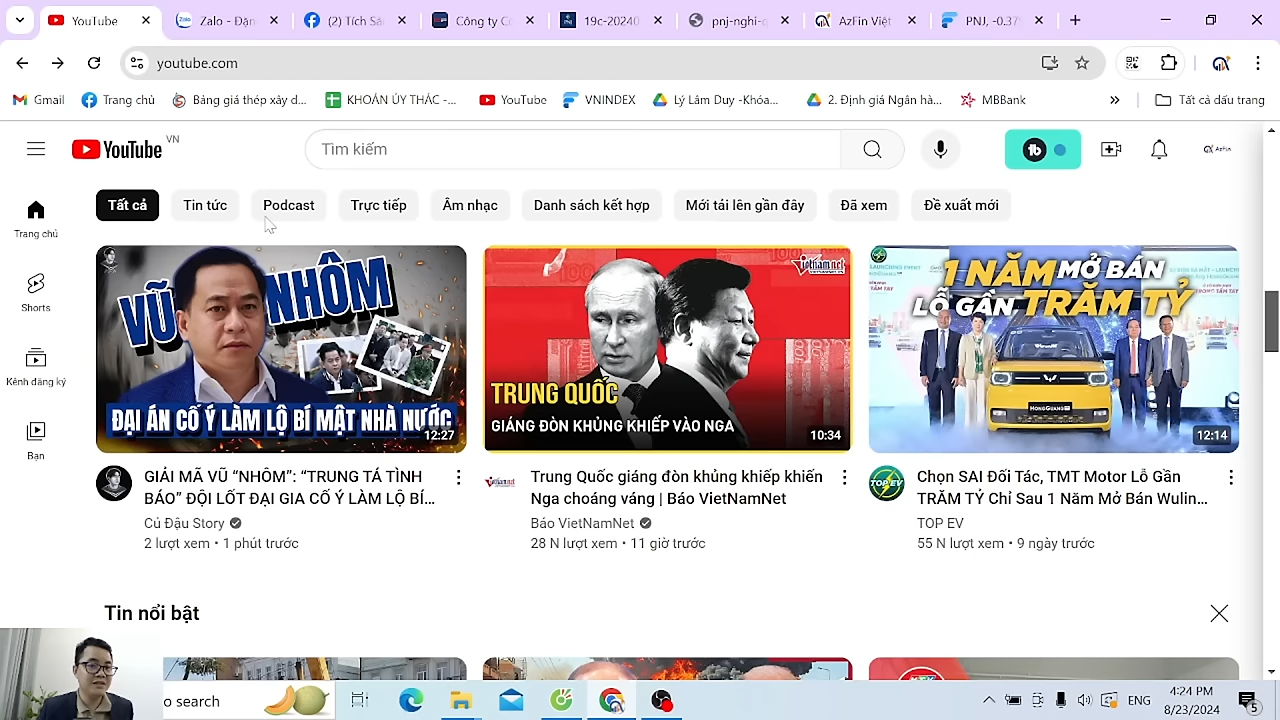 YouTube
Zalo - Dạn
(2) Tích Sả
Công ty C
19c-20240
pnj-nghi
AzFin Việt
PNJ, -0.37
youtube.com
Gmail
Trang chủ
Bảng giá thép xây d...
KHOÁN ỦY THÁC -...
YouTube
VNINDEX
Lý Lâm Duy -Khóa...
2. Định giá Ngân hà...
MBBank
Tất cả dấu trang
YouTube VN
Tìm kiếm
AzFin
Trang chủ
Shorts
Kênh đăng ký
Bạn
Tất cả
Tin tức
Podcast
Trực tiếp
Âm nhạc
Danh sách kết hợp
Mới tải lên gần đây
Đã xem
Đề xuất mới
VŨ NHÔM
ĐẠI ÁN CỐ Ý LÀM LỘ BÍ MẬT NHÀ NƯỚC
12:27
GIẢI MÃ VŨ “NHÔM”: “TRUNG TÁ TÌNH
BÁO” ĐỘI LỐT ĐẠI GIA CỐ Ý LÀM LỘ BÍ...
Củ Đậu Story
2 lượt xem • 1 phút trước
Vietnamnet
TRUNG QUỐC
GIÁNG ĐÒN KHỦNG KHIẾP VÀO NGA
10:34
Trung Quốc giáng đòn khủng khiếp khiến
Nga choáng váng | Báo VietNamNet
Báo VietNamNet
28 N lượt xem • 11 giờ trước
LAUNCHING EVENT
1 NĂM MỞ BÁN
LỖ GẦN TRĂM TỶ
HONGGUANG
12:14
TOP EV
Chọn SAI Đối Tác, TMT Motor Lỗ Gần
TRĂM TỶ Chỉ Sau 1 Năm Mở Bán Wulin...
TOP EV
55 N lượt xem • 9 ngày trước
Tin nổi bật
o search
ENG
4:24 PM
8/23/2024
5